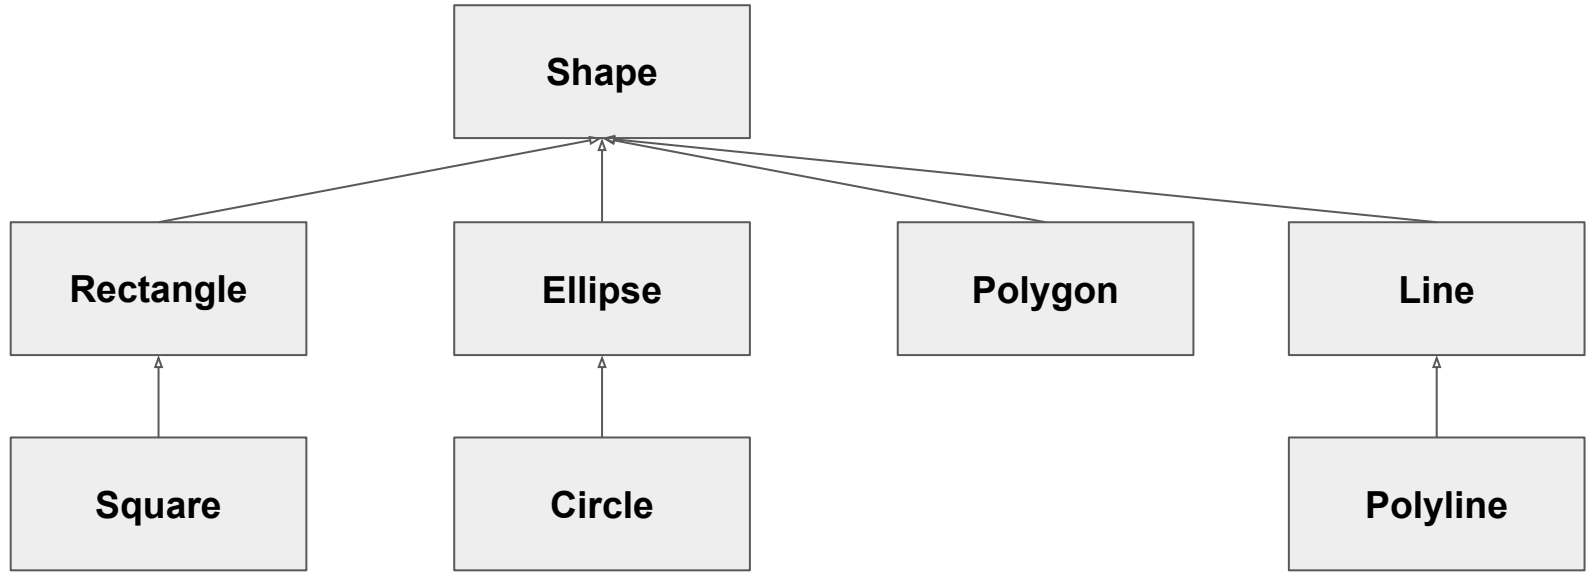 Shape
Rectangle
Ellipse
Polygon
Line
Square
Circle
Polyline